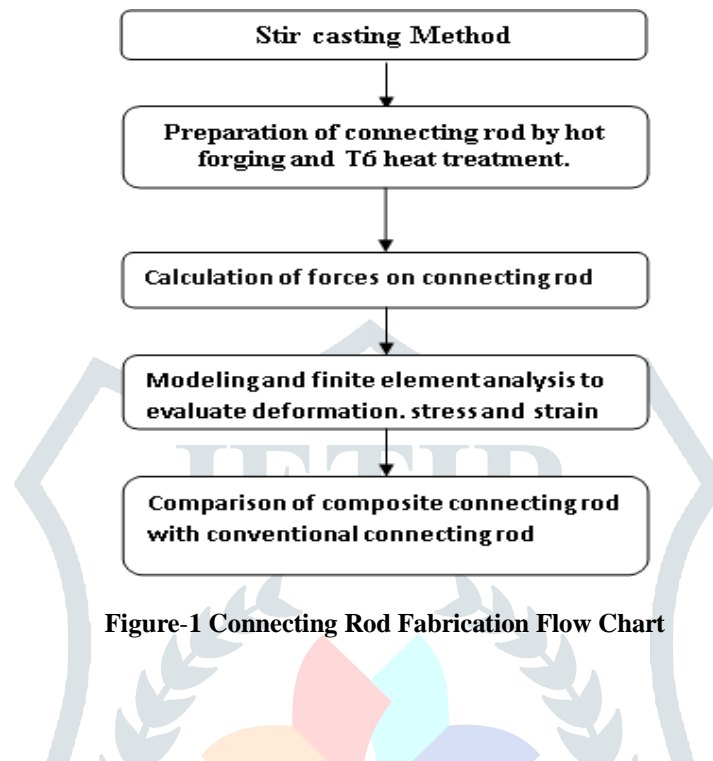 Stir casting Method
Preparation of connecting rod by hot
forging and T6 heat treatment.
Calculation of forces on connecting rod
Modeling and finite element analysis to
evaluate deformation. stress and strain
JETIR
Comparison of composite connecting rod
with conventional connecting rod
Figure-1 Connecting Rod Fabrication Flow Chart